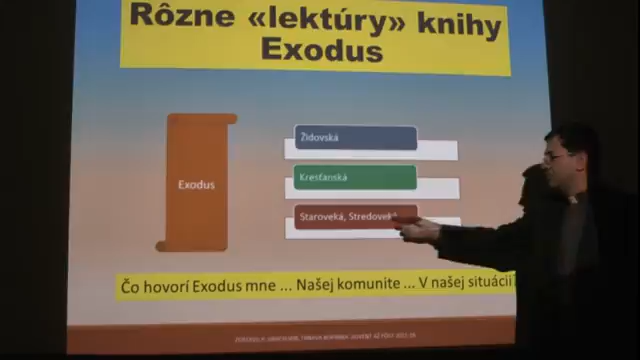 Rôzne «lektúry» knihy
Exodus
Židovská
Exodus
Kresťanská
Staroveká, Stredoveká
Čo hovorí Exodus mne ... Našej komunite ... V našej situácii?